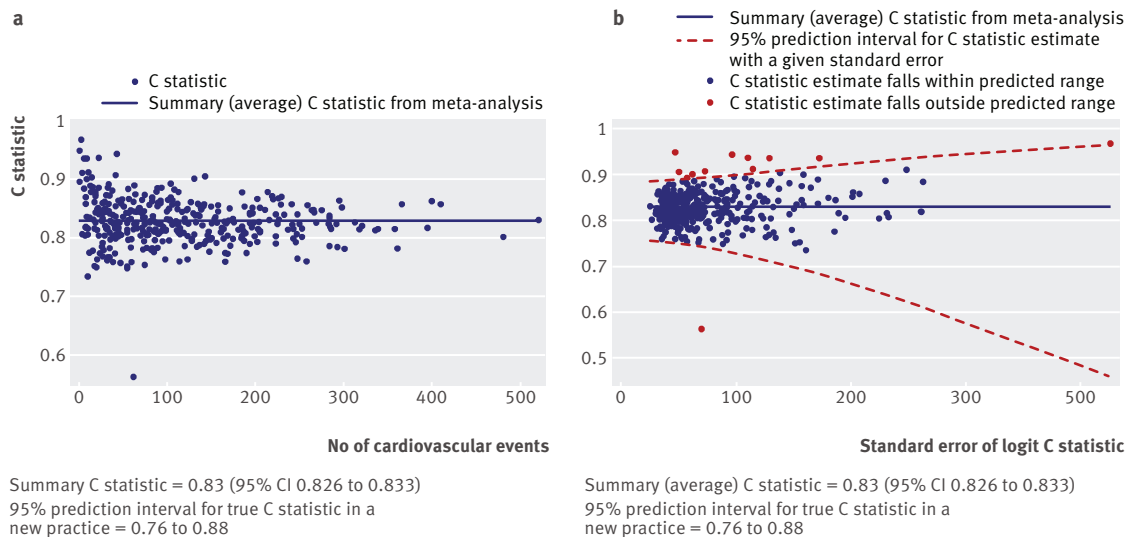 a
C statistic
Summary (average) C statistic from meta-analysis
C statistic
1
0.9
0.8
0.7
0.6
0
100
200
300
400
500
No of cardiovascular events
Summary C statistic = 0.83 (95% CI 0.826 to 0.833)
95% prediction interval for true C statistic in a
new practice = 0.76 to 0.88
b
Summary (average) C statistic from meta-analysis
95% prediction interval for C statistic estimate
with a given standard error
C statistic estimate falls within predicted range
C statistic estimate falls outside predicted range
1
0.9
0.8
0.7
0.6
0.5
0
100
200
300
500
Standard error of logit C statistic
Summary (average) C statistic = 0.83 (95% CI 0.826 to 0.833)
95% prediction interval for true C statistic in a
new practice = 0.76 to 0.88